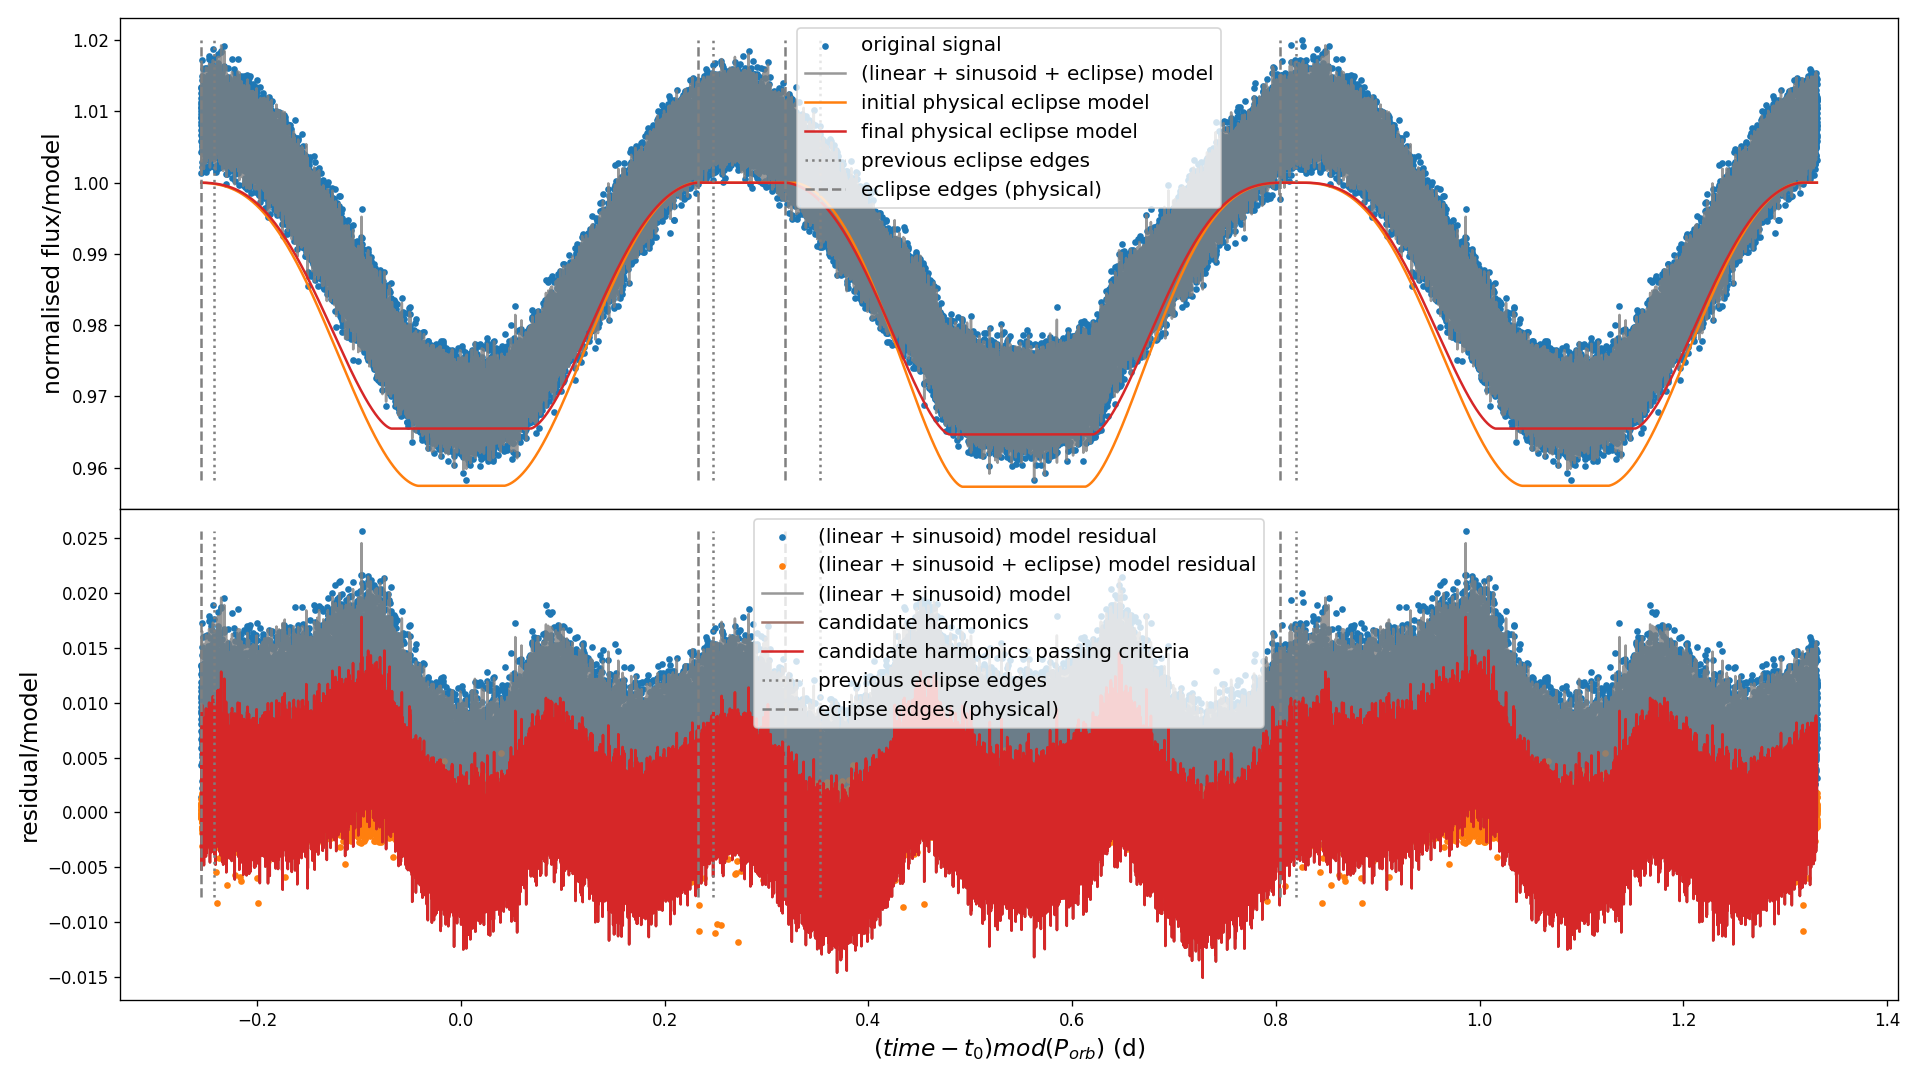 normalised flux/model
1.02
1.01
1.00
0.99
0.98
0.97
0.96
original signal
(linear + sinusoid + eclipse) model
initial physical eclipse model
final physical eclipse model
previous eclipse edges
eclipse edges (physical)
residual/model
0.025
0.020
0.015
0.010
0.005
0.000
−0.005
−0.010
−0.015
(linear + sinusoid) model residual
(linear + sinusoid + eclipse) model residual
(linear + sinusoid) model
candidate harmonics
candidate harmonics passing criteria
previous eclipse edges
eclipse edges (physical)
−0.2 0.0 0.2 0.4 0.6 0.8 1.0 1.2 1.4
(time − t₀)mod(P_orb) (d)